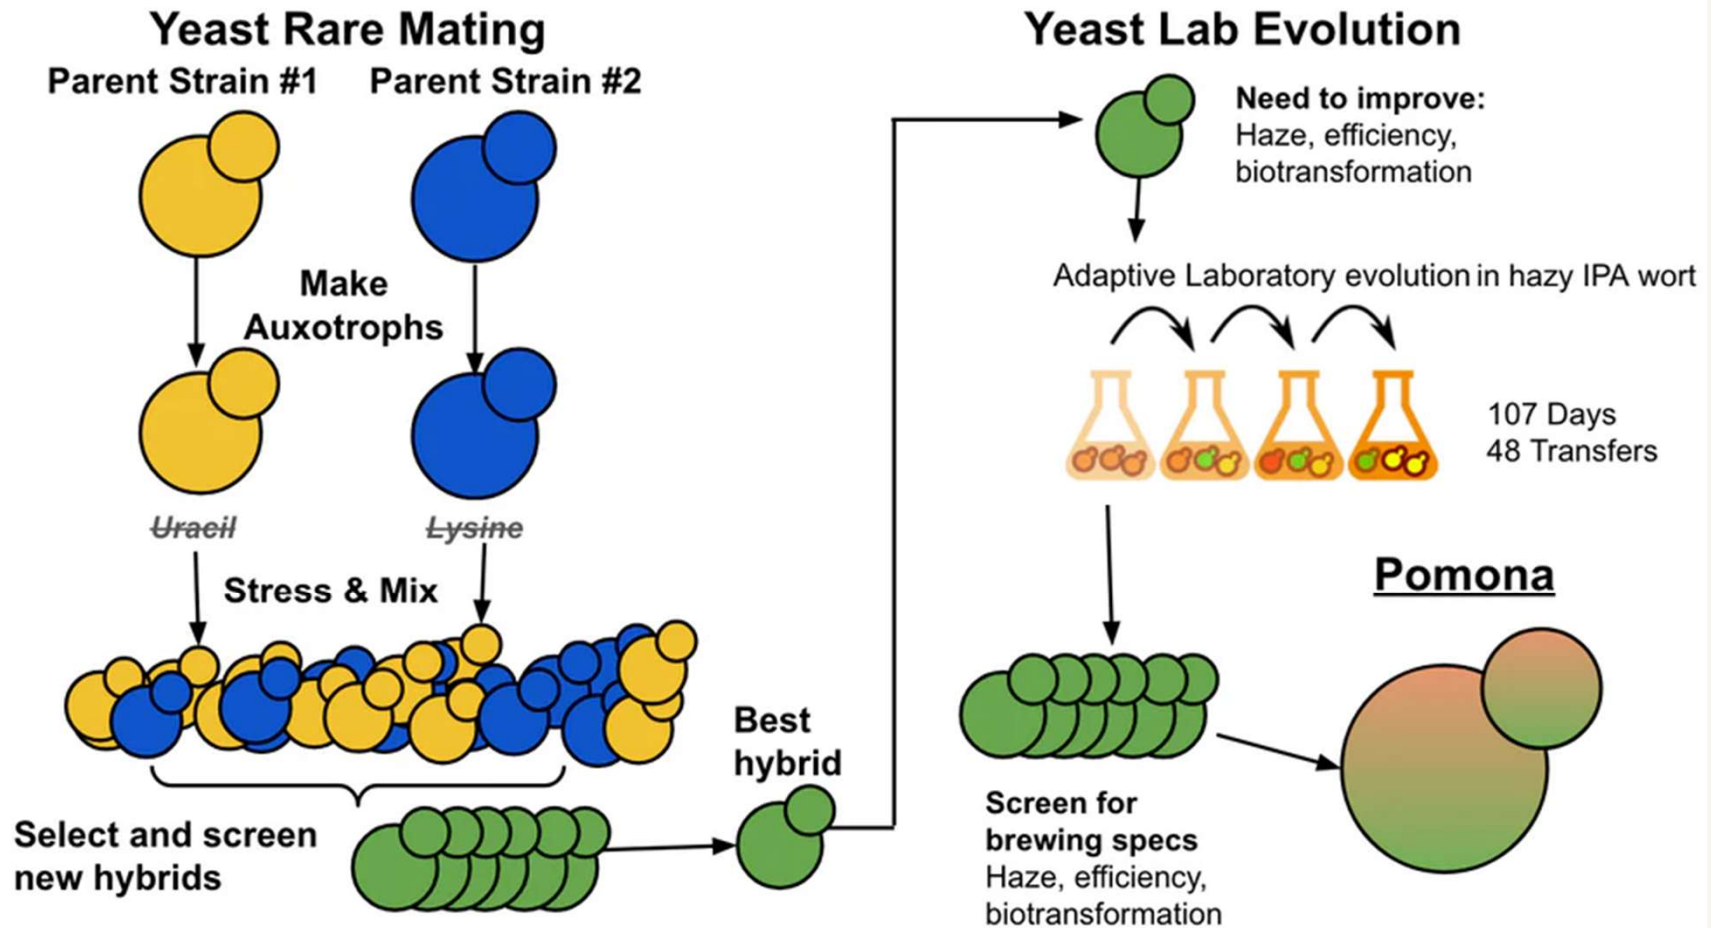 Yeast Rare Mating
Parent Strain #1
Parent Strain #2
Make
Auxotrophs
Uracil
Lysine
Stress & Mix
Select and screen
new hybrids
Best
hybrid
Yeast Lab Evolution
Need to improve:
Haze, efficiency,
biotransformation
Adaptive Laboratory evolution in hazy IPA wort
107 Days
48 Transfers
Screen for
brewing specs
Haze, efficiency,
biotransformation
Pomona